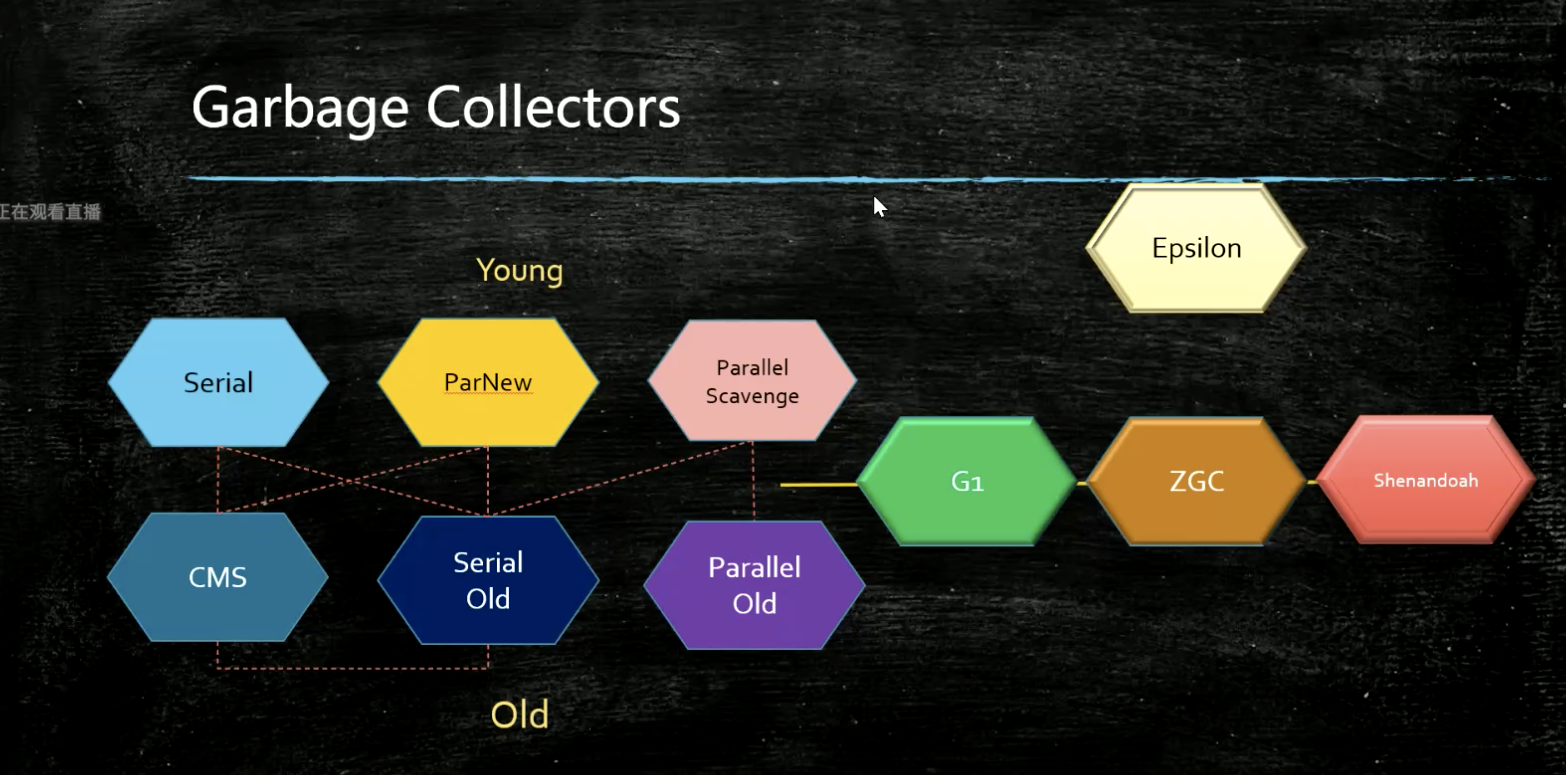 Garbage Collectors
正在观看直播
Epsilon
Young
Serial
ParNew
Parallel
Scavenge
G1
ZGC
Shenandoah
CMS
Serial
Old
Parallel
Old
Old